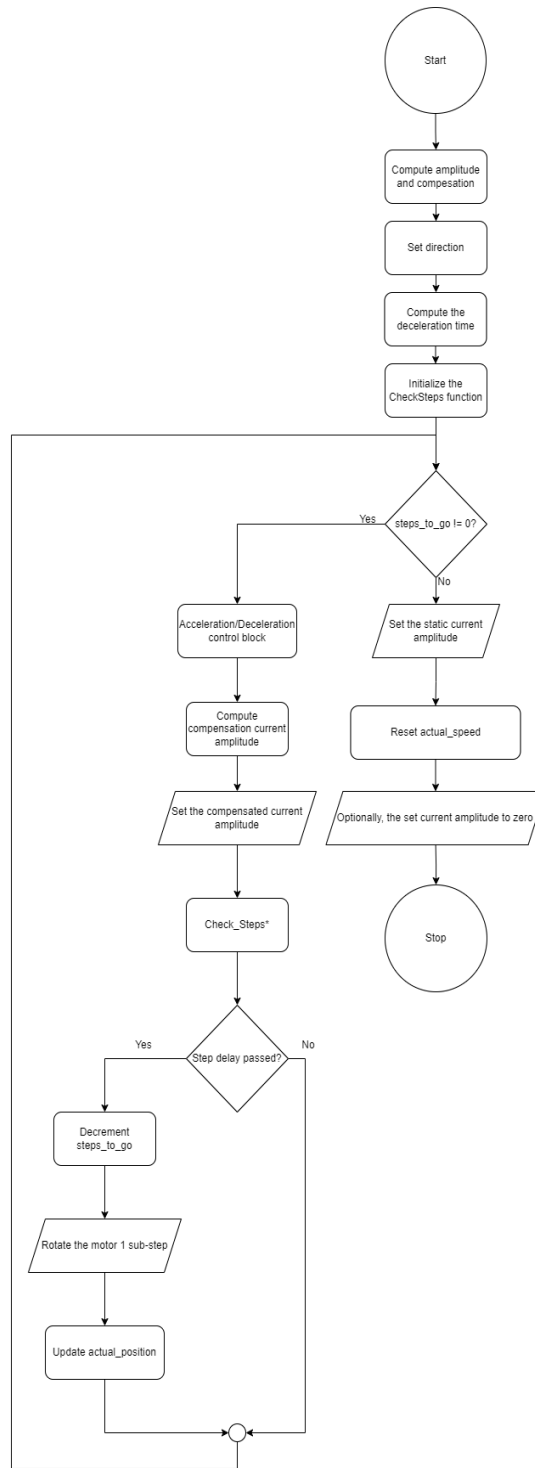 Start
Compute amplitude
and compesation
Set direction
Compute the
deceleration time
Initialize the
CheckSteps function
steps_to_go != 0?
Yes
No
Acceleration/Deceleration
control block
Set the static current
amplitude
Compute
compensation current
amplitude
Reset actual_speed
Set the compensated current
amplitude
Optionally, the set current amplitude to zero
Check_Steps*
Stop
Step delay passed?
Yes
No
Decrement
steps_to_go
Rotate the motor 1 sub-step
Update actual_position